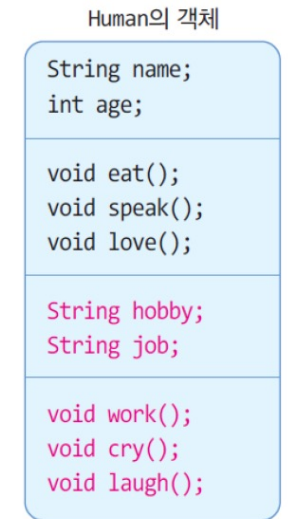 Human의 객체
String name;
int age;
void eat();
void speak();
void love();
String hobby;
String job;
void work();
void cry();
void laugh();